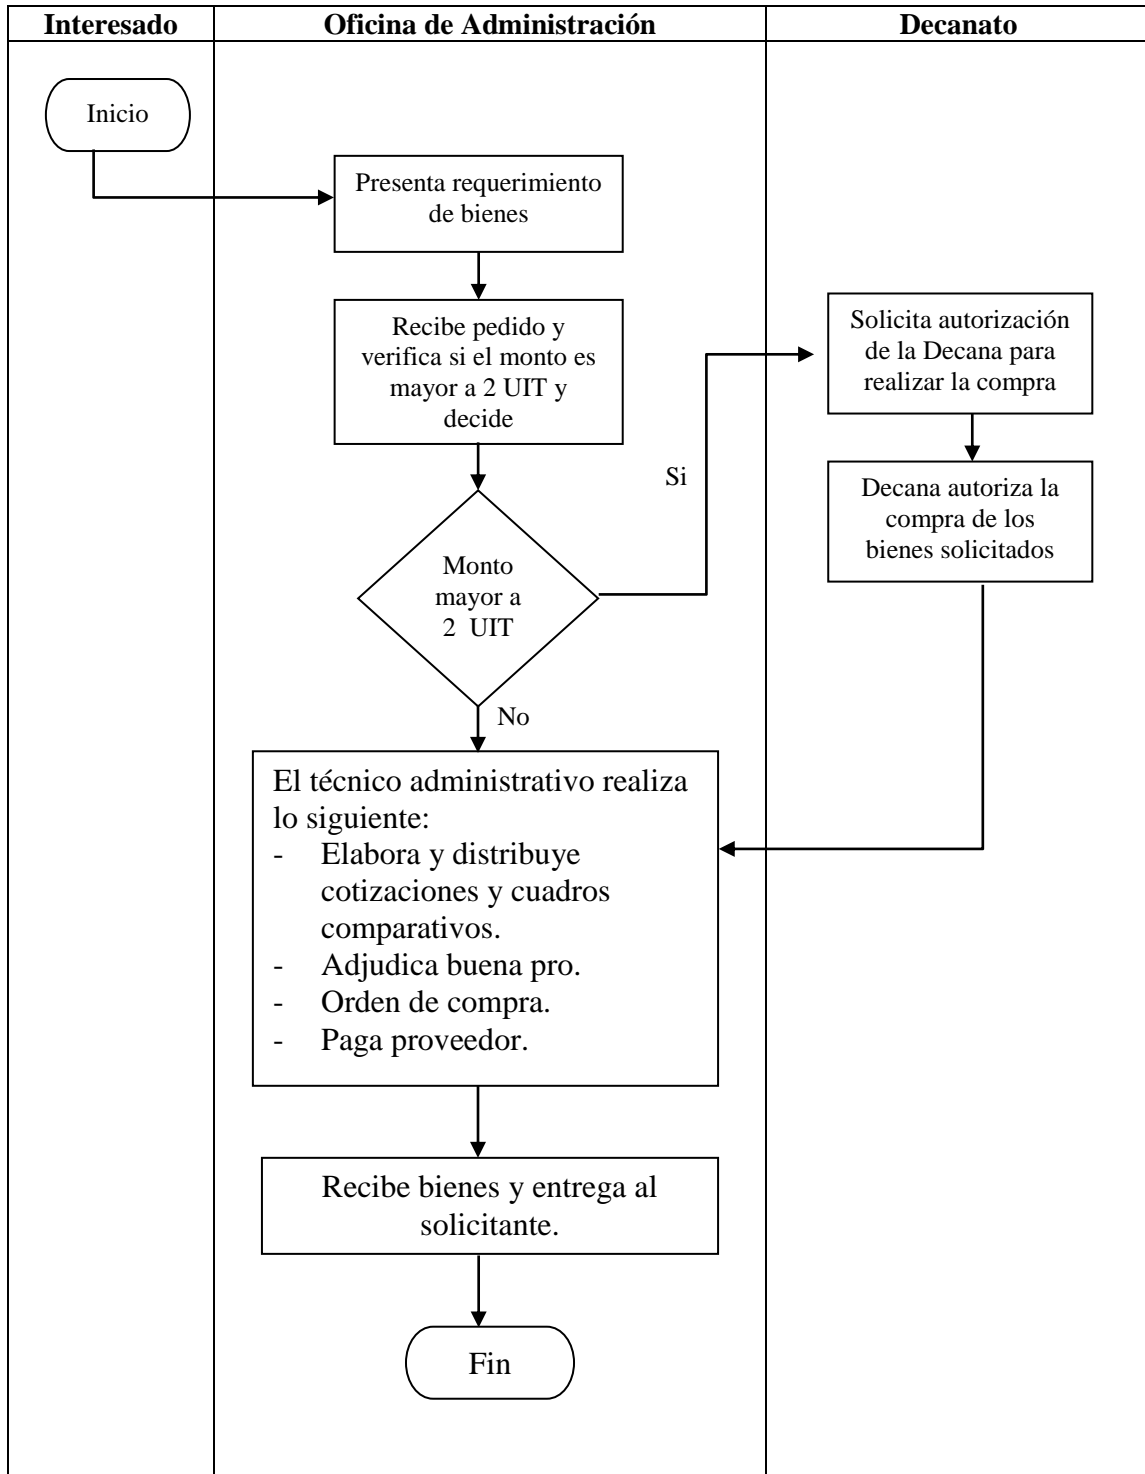 Interesado
Oficina de Administración
Decanato
Inicio
Presenta requerimiento
de bienes
Recibe pedido y
verifica si el monto es
mayor a 2 UIT y
decide
Solicita autorización
de la Decana para
realizar la compra
Si
Decana autoriza la
compra de los
bienes solicitados
Monto
mayor a
2 UIT
No
El técnico administrativo realiza
lo siguiente:
- Elabora y distribuye
cotizaciones y cuadros
comparativos.
- Adjudica buena pro.
- Orden de compra.
- Paga proveedor.
Recibe bienes y entrega al
solicitante.
Fin